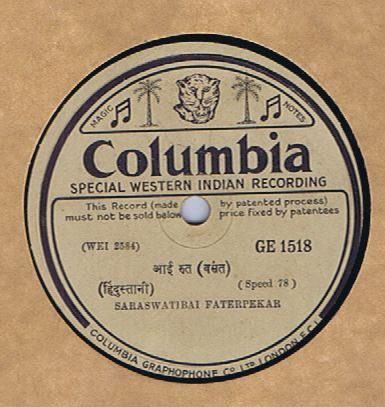 MAGIC NOTES
Columbia
SPECIAL WESTERN INDIAN RECORDING
This Record (made by patented process)
must not be sold below price fixed by patentees
(WEI 2584) GE 1518
आई रुत (बसंत)
(हिंदुस्तानी) (Speed 78)
SARASWATIBAI FATERPEKAR
COLUMBIA GRAPHOPHONE Co LTD LONDON E.C.1.